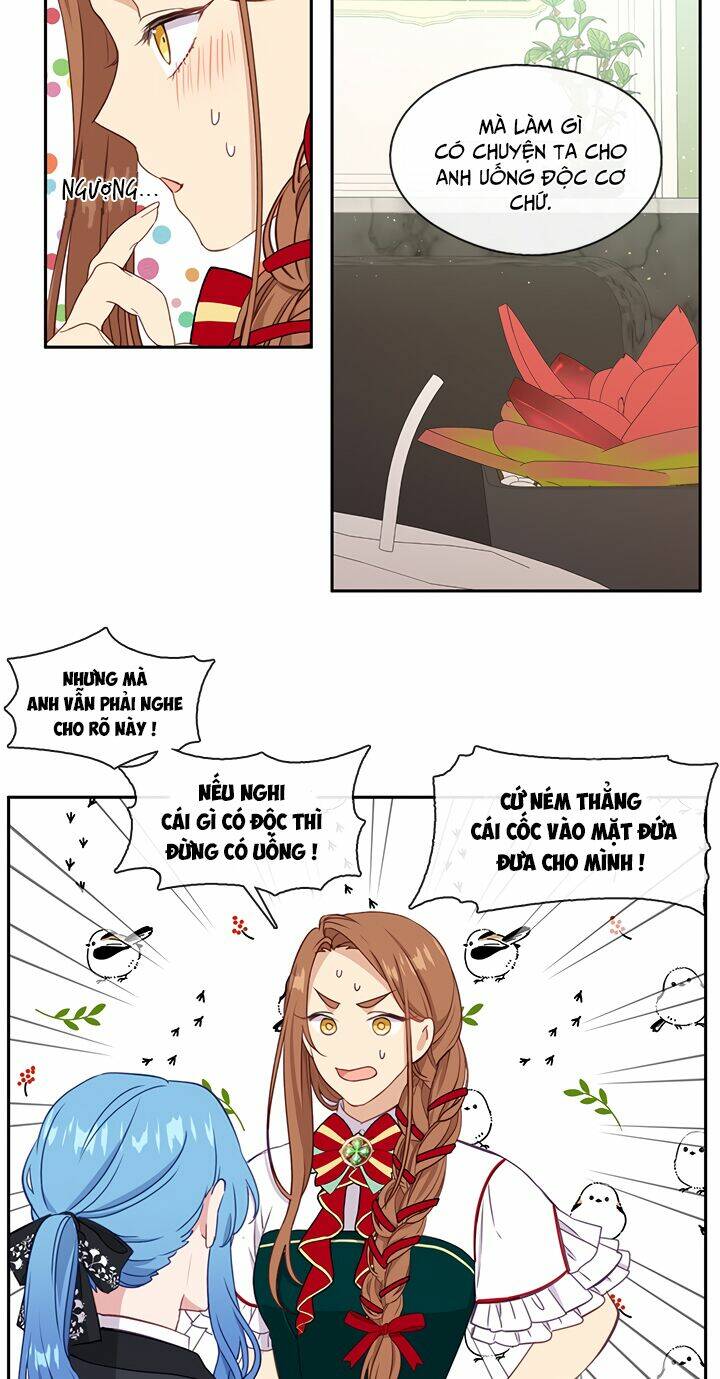 NGƯỢNG...
MÀ LÀM GÌ
CÓ CHUYỆN TA CHO
ANH UỐNG ĐỘC CƠ
CHỨ.
NHƯNG MÀ
ANH VẪN PHẢI NGHE
CHO RÕ NÀY !
NẾU NGHI
CÁI GÌ CÓ ĐỘC THÌ
ĐỪNG CÓ UỐNG !
CỨ NÉM THẲNG
CÁI CỐC VÀO MẶT ĐỨA
ĐƯA CHO MÌNH !